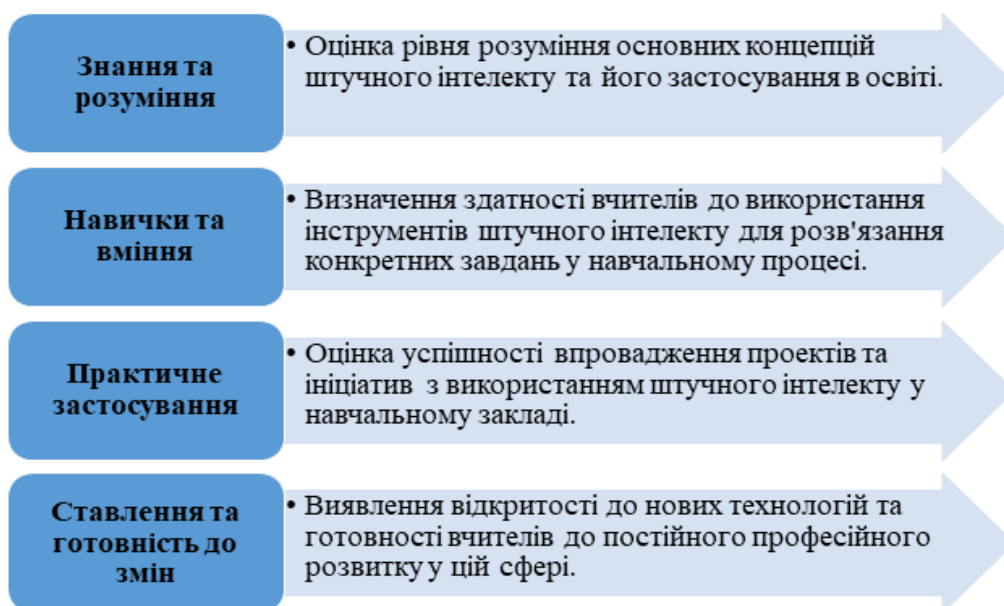 Знання та
розуміння
• Оцінка рівня розуміння основних концепцій
штучного інтелекту та його застосування в освіті.
Навички та
вміння
• Визначення здатності вчителів до використання
інструментів штучного інтелекту для розв'язання
конкретних завдань у навчальному процесі.
Практичне
застосування
• Оцінка успішності впровадження проектів та
ініціатив з використанням штучного інтелекту у
навчальному закладі.
Ставлення та
готовність до
змін
• Виявлення відкритості до нових технологій та
готовності вчителів до постійного професійного
розвитку у цій сфері.